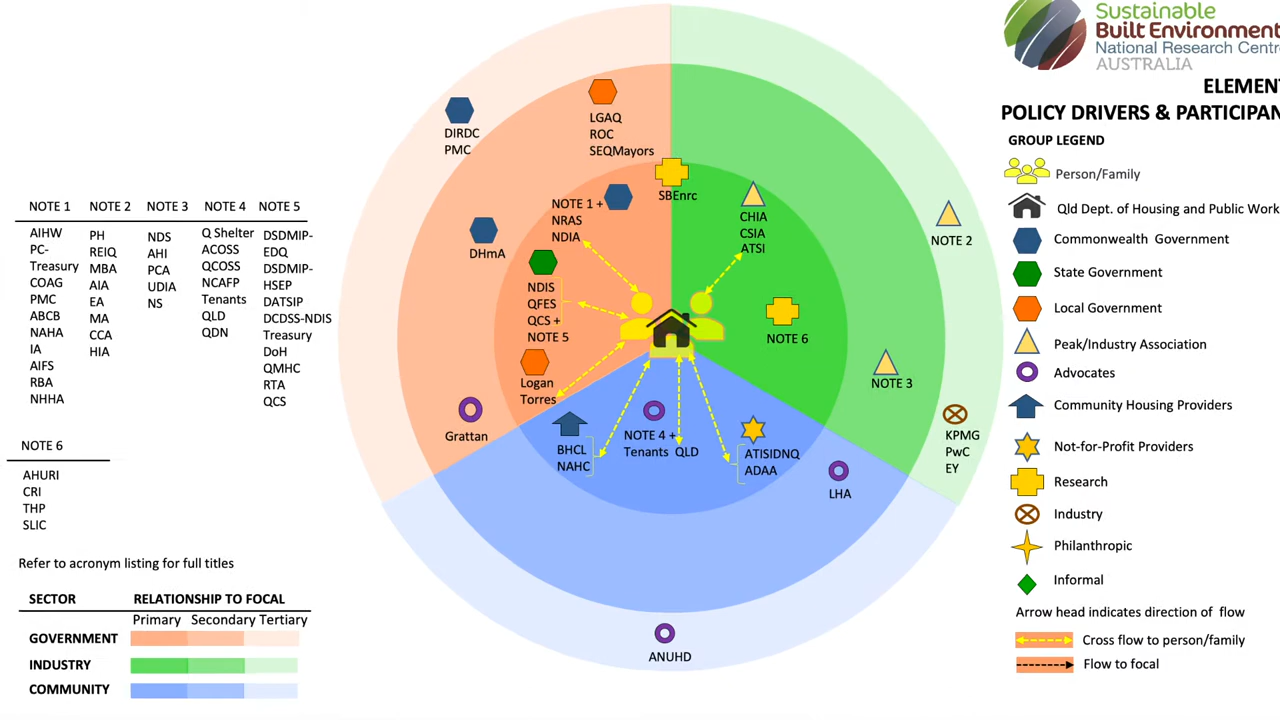 Sustainable
Built Environment
National Research Centre
AUSTRALIA
ELEMENT
POLICY DRIVERS & PARTICIPAN
GROUP LEGEND
Person/Family
Qld Dept. of Housing and Public Work
Commonwealth Government
State Government
Local Government
Peak/Industry Association
Advocates
Community Housing Providers
Not-for-Profit Providers
Research
Industry
Philanthropic
Informal
Arrow head indicates direction of flow
Cross flow to person/family
Flow to focal
DIRDC
PMC
LGAQ
ROC
SEQMayors
SBEnrc
NOTE 1 +
NRAS
NDIA
CHIA
CSIA
ATSI
DHmA
NOTE 2
NDIS
QFES
QCS +
NOTE 5
NOTE 6
Logan
Torres
NOTE 3
Grattan
BHCL
NAHC
NOTE 4 +
Tenants QLD
ATISIDNQ
ADAA
LHA
KPMG
PwC
EY
ANUHD
NOTE 1
AIHW
PC-
Treasury
COAG
PMC
ABCB
NAHA
IA
AIFS
RBA
NHHA
NOTE 2
PH
REIQ
MBA
AIA
EA
MA
CCA
HIA
NOTE 3
NDS
AHI
PCA
UDIA
NS
NOTE 4
Q Shelter
ACOSS
QCOSS
NCAFP
Tenants
QLD
QDN
NOTE 5
DSDMIP-
EDQ
DSDMIP-
HSEP
DATSIP
DCDSS-NDIS
Treasury
DoH
QMHC
RTA
QCS
NOTE 6
AHURI
CRI
THP
SLIC
Refer to acronym listing for full titles
SECTOR RELATIONSHIP TO FOCAL
Primary Secondary Tertiary
GOVERNMENT
INDUSTRY
COMMUNITY